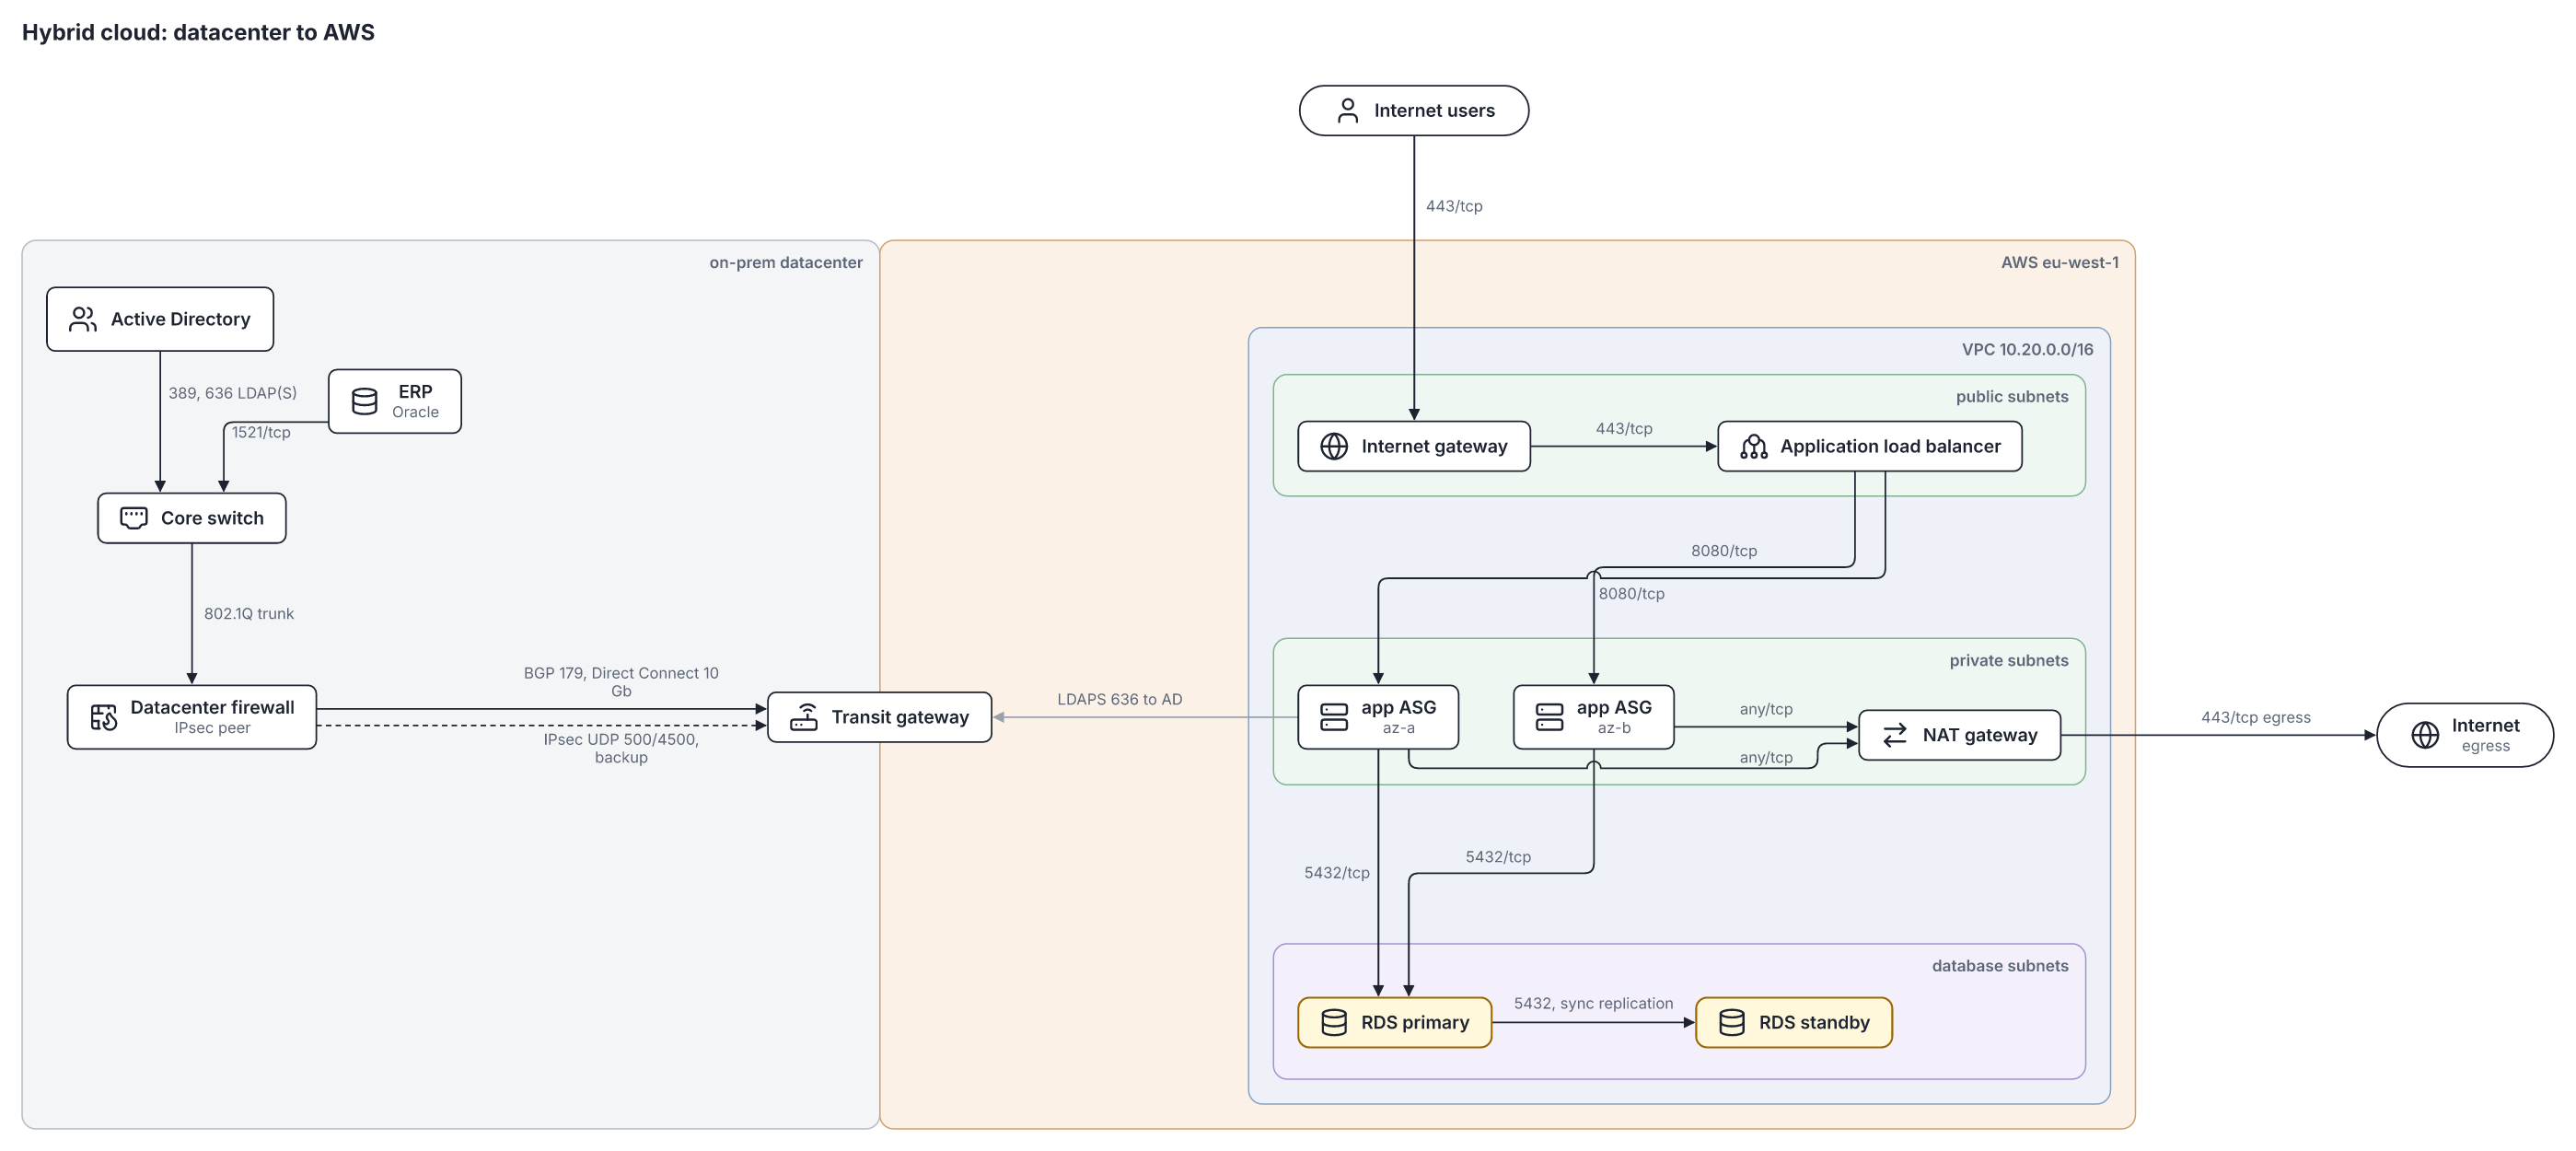 Hybrid cloud: datacenter to AWS
Internet users
443/tcp
on-prem datacenter
AWS eu-west-1
Active Directory
389, 636 LDAP(S)
ERP
Oracle
1521/tcp
Core switch
802.1Q trunk
Datacenter firewall
IPsec peer
BGP 179, Direct Connect 10
Gb
IPsec UDP 500/4500,
backup
Transit gateway
LDAPS 636 to AD
VPC 10.20.0.0/16
public subnets
Internet gateway
443/tcp
Application load balancer
8080/tcp
8080/tcp
private subnets
app ASG
az-a
app ASG
az-b
any/tcp
any/tcp
NAT gateway
443/tcp egress
Internet
egress
5432/tcp
5432/tcp
database subnets
RDS primary
5432, sync replication
RDS standby